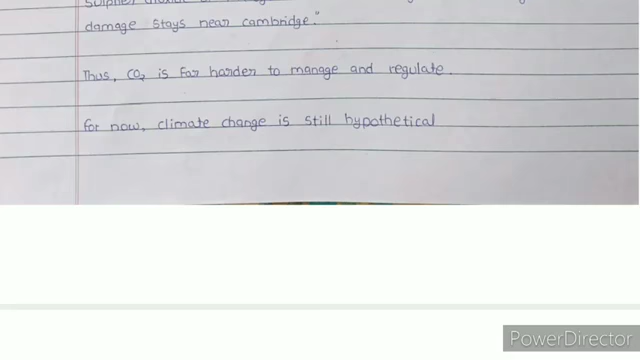 damage stays near cambridge."
Thus, CO₂ is far harder to manage and regulate.
for now, climate change is still hypothetical
PowerDirector